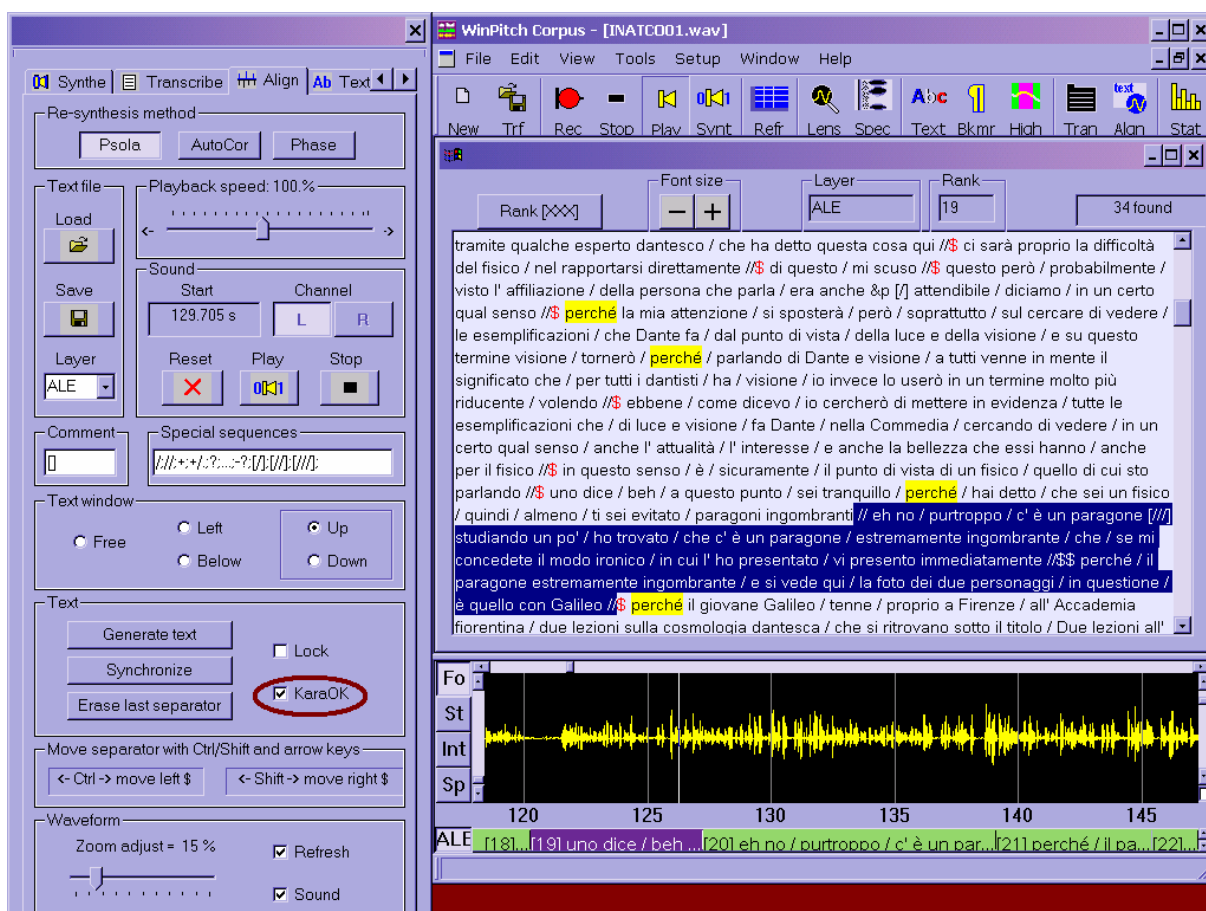 Synthe Transcribe Align Ab Text
Re-synthesis method
Psola AutoCor Phase
Text file
Load
Save
Layer
ALE
Playback speed: 100.%
<- ->
Sound
Start Channel
129.705 s L R
Reset Play Stop
Comment
[]
Special sequences
/;//;+;+/;:?;...;-?;[/];[//];[///];
Text window
Free
Left
Below
Up
Down
Text
Generate text
Synchronize
Erase last separator
Lock
KaraOK
Move separator with Ctrl/Shift and arrow keys
<- Ctrl -> move left $ <- Shift -> move right $
Waveform
Zoom adjust = 15 %
Refresh
Sound
WinPitch Corpus - [INATCO01.wav]
File Edit View Tools Setup Window Help
Abc text
New Trf Rec Stop Play Synt Refr Lens Spec Text Bkmr High Tran Algn Stat
Rank [XXX]
Font size
- +
Layer
ALE
Rank
19
34 found
tramite qualche esperto dantesco / che ha detto questa cosa qui //$ ci sarà proprio la difficoltà
del fisico / nel rapportarsi direttamente //$ di questo / mi scuso //$ questo però / probabilmente /
visto l' affiliazione / della persona che parla / era anche &p [/] attendibile / diciamo / in un certo
qual senso //$ perché la mia attenzione / si sposterà / però / soprattutto / sul cercare di vedere /
le esemplificazioni / che Dante fa / dal punto di vista / della luce e della visione / e su questo
termine visione / tornerò / perché / parlando di Dante e visione / a tutti venne in mente il
significato che / per tutti i dantisti / ha / visione / io invece lo userò in un termine molto più
riducente / volendo //$ ebbene / come dicevo / io cercherò di mettere in evidenza / tutte le
esemplificazioni che / di luce e visione / fa Dante / nella Commedia / cercando di vedere / in un
certo qual senso / anche l' attualità / l' interesse / e anche la bellezza che essi hanno / anche
per il fisico //$ in questo senso / è / sicuramente / il punto di vista di un fisico / quello di cui sto
parlando //$ uno dice / beh / a questo punto / sei tranquillo / perché / hai detto / che sei un fisico
/ quindi / almeno / ti sei evitato / paragoni ingombranti // eh no / purtroppo / c' è un paragone [///]
studiando un po' / ho trovato / che c' è un paragone / estremamente ingombrante / che / se mi
concedete il modo ironico / in cui l' ho presentato / vi presento immediatamente //$$ perché / il
paragone estremamente ingombrante / e si vede qui / la foto dei due personaggi / in questione /
è quello con Galileo //$ perché il giovane Galileo / tenne / proprio a Firenze / all' Accademia
fiorentina / due lezioni sulla cosmologia dantesca / che si ritrovano sotto il titolo / Due lezioni all'
Fo
St
Int
Sp
120 125 130 135 140 145
ALE [18]...[19] uno dice / beh ...[20] eh no / purtroppo / c' è un par...[21] perché / il pa...[22]...